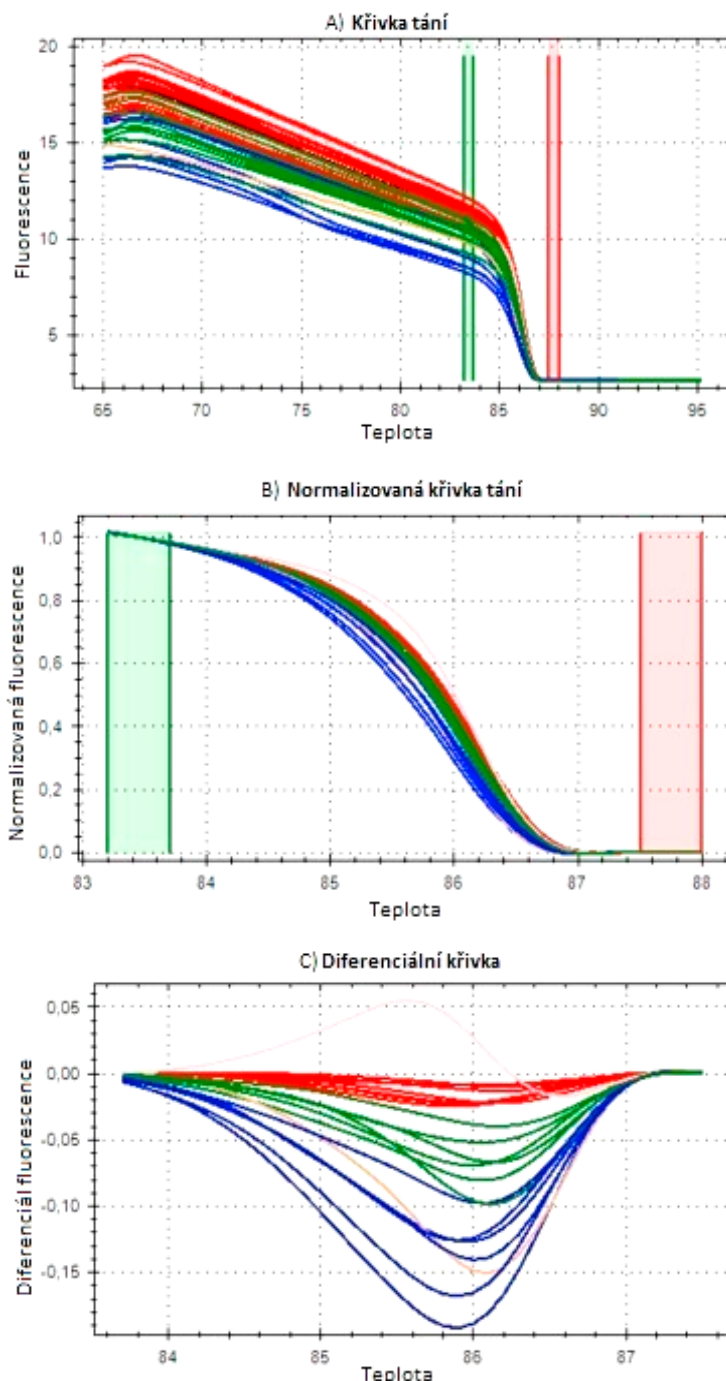 A) Křivka tání
20
15
10
5
Fluorescence
65 70 75 80 85 90 95
Teplota
B) Normalizovaná křivka tání
1,0
0,8
0,6
0,4
0,2
0,0
Normalizovaná fluorescence
83 84 85 86 87 88
Teplota
C) Diferenciální křivka
0,05
0,00
-0,05
-0,10
-0,15
Diferenciál fluorescence
84 85 86 87
Teplota